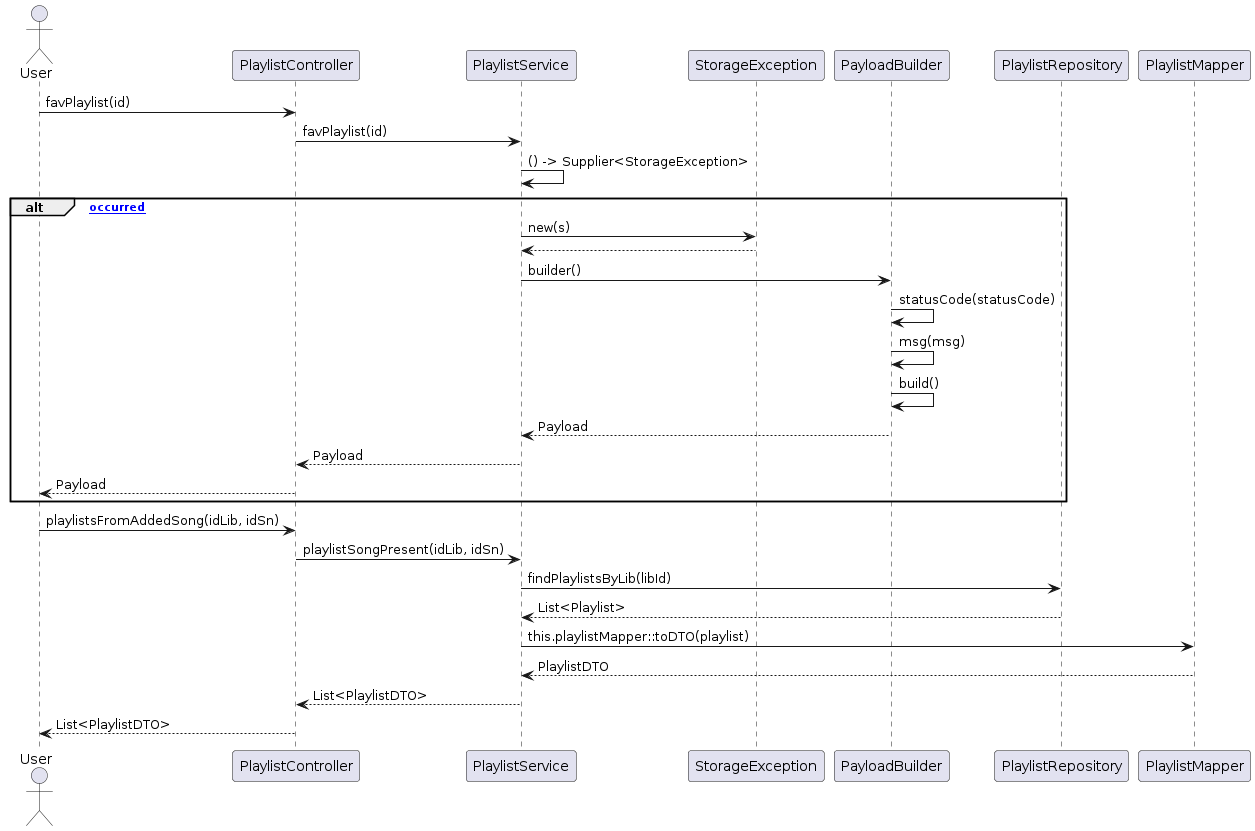 User
PlaylistController
PlaylistService
StorageException
PayloadBuilder
PlaylistRepository
PlaylistMapper
favPlaylist(id)
favPlaylist(id)
() -> Supplier<StorageException>
alt
occurred
new(s)
builder()
statusCode(statusCode)
msg(msg)
build()
Payload
Payload
Payload
playlistsFromAddedSong(idLib, idSn)
playlistSongPresent(idLib, idSn)
findPlaylistsByLib(libId)
List<Playlist>
this.playlistMapper::toDTO(playlist)
PlaylistDTO
List<PlaylistDTO>
List<PlaylistDTO>
User
PlaylistController
PlaylistService
StorageException
PayloadBuilder
PlaylistRepository
PlaylistMapper